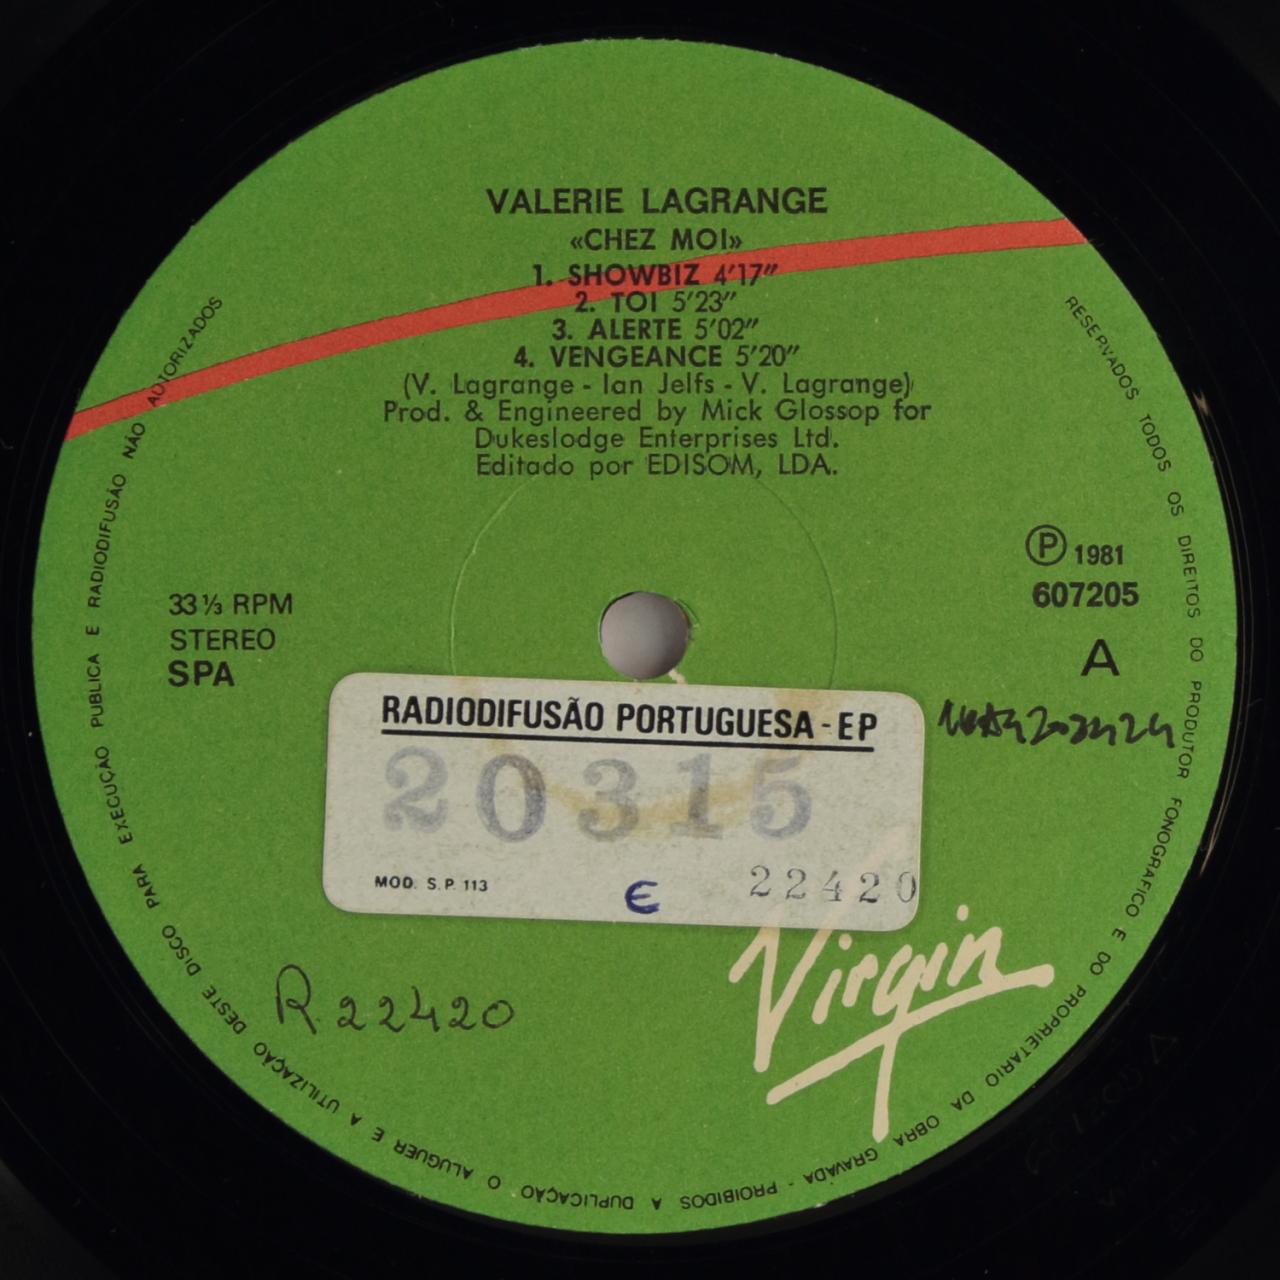 VALERIE LAGRANGE
«CHEZ MOI»
1. SHOWBIZ 4'17"
2. TOI 5'23"
3. ALERTE 5'02"
4. VENGEANCE 5'20"
(V. Lagrange - Ian Jelfs - V. Lagrange)
Prod. & Engineered by Mick Glossop for
Dukeslodge Enterprises Ltd.
Editado por EDISOM, LDA.
33 ⅓ RPM
STEREO
SPA
Ⓟ 1981
607205
A
RADIODIFUSÃO PORTUGUESA - EP
20315
MOD. S.P. 113
€
22420
Virgin
R. 22420
RESERVADOS TODOS OS DIREITOS DO PRODUTOR FONOGRAFICO E DO PROPRIETARIO DA OBRA GRAVADA - PROIBIDOS A DUPLICAÇÃO O ALUGUER E A UTILIZAÇÃO DESTE DISCO PARA EXECUÇÃO PUBLICA E RADIODIFUSÃO NÃO AUTORIZADOS